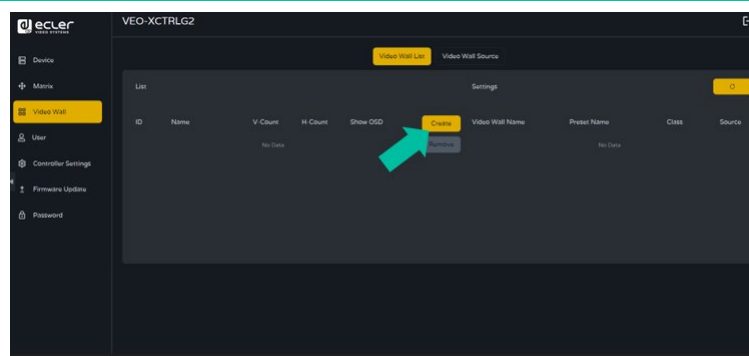 ecler
VIDEO SYSTEMS
VEO-XCTRLG2
Video Wall List
Video Wall Source
Device
Matrix
Video Wall
User
Controller Settings
Firmware Update
Password
List
Settings
ID
Name
V-Count
H-Count
Show OSD
Create
Video Wall Name
Preset Name
Class
Source
No Data
Remove
No Data